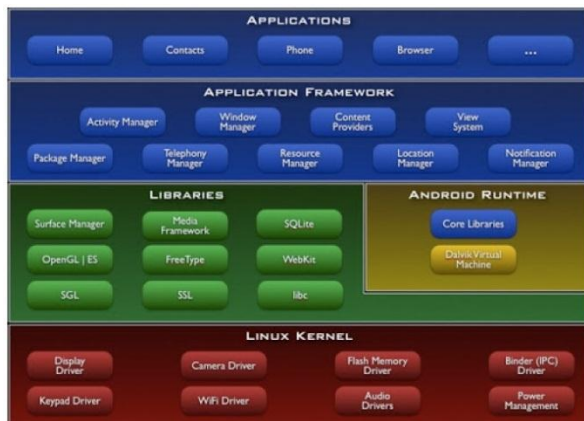 APPLICATIONS
Home Contacts Phone Browser ...
APPLICATION FRAMEWORK
Activity Manager Window Manager Content Providers View System
Package Manager Telephony Manager Resource Manager Location Manager Notification Manager
LIBRARIES
Surface Manager Media Framework SQLite
OpenGL | ES FreeType WebKit
SGL SSL libc
ANDROID RUNTIME
Core Libraries
Dalvik Virtual Machine
LINUX KERNEL
Display Driver Camera Driver Flash Memory Driver Binder (IPC) Driver
Keypad Driver WiFi Driver Audio Drivers Power Management